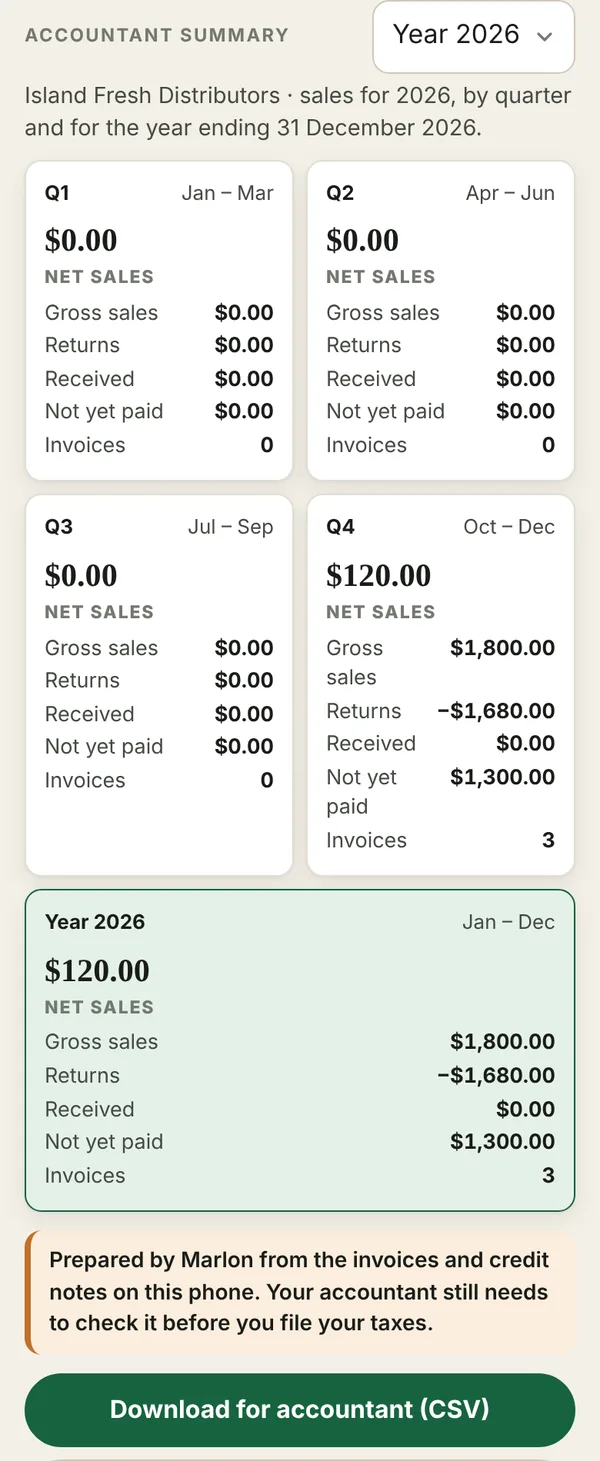 ACCOUNTANT SUMMARY
Year 2026
Island Fresh Distributors · sales for 2026, by quarter
and for the year ending 31 December 2026.
Q1 Jan – Mar
$0.00
NET SALES
Gross sales $0.00
Returns $0.00
Received $0.00
Not yet paid $0.00
Invoices 0
Q2 Apr – Jun
$0.00
NET SALES
Gross sales $0.00
Returns $0.00
Received $0.00
Not yet paid $0.00
Invoices 0
Q3 Jul – Sep
$0.00
NET SALES
Gross sales $0.00
Returns $0.00
Received $0.00
Not yet paid $0.00
Invoices 0
Q4 Oct – Dec
$120.00
NET SALES
Gross $1,800.00
sales
Returns −$1,680.00
Received $0.00
Not yet $1,300.00
paid
Invoices 3
Year 2026 Jan – Dec
$120.00
NET SALES
Gross sales $1,800.00
Returns −$1,680.00
Received $0.00
Not yet paid $1,300.00
Invoices 3
Prepared by Marlon from the invoices and credit
notes on this phone. Your accountant still needs
to check it before you file your taxes.
Download for accountant (CSV)